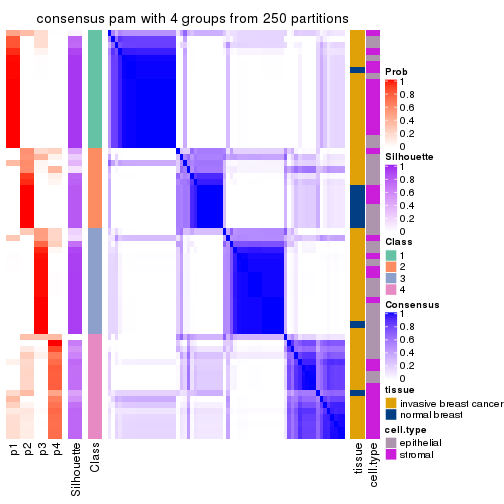 consensus pam with 4 groups from 250 partitions
Prob
1
0.8
0.6
0.4
0.2
0
Silhouette
1
0.8
0.6
0.4
0.2
0
Class
1
2
3
4
Consensus
1
0.8
0.6
0.4
0.2
0
tissue
invasive breast cancer
normal breast
cell.type
epithelial
stromal
p1
p2
p3
p4
Silhouette
Class
tissue
cell.type